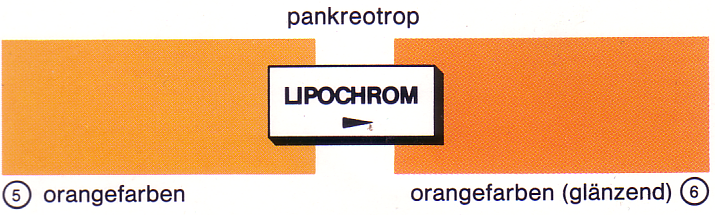 pankreotrop
LIPOCHROM
5 orangefarben
orangefarben (glänzend) 6